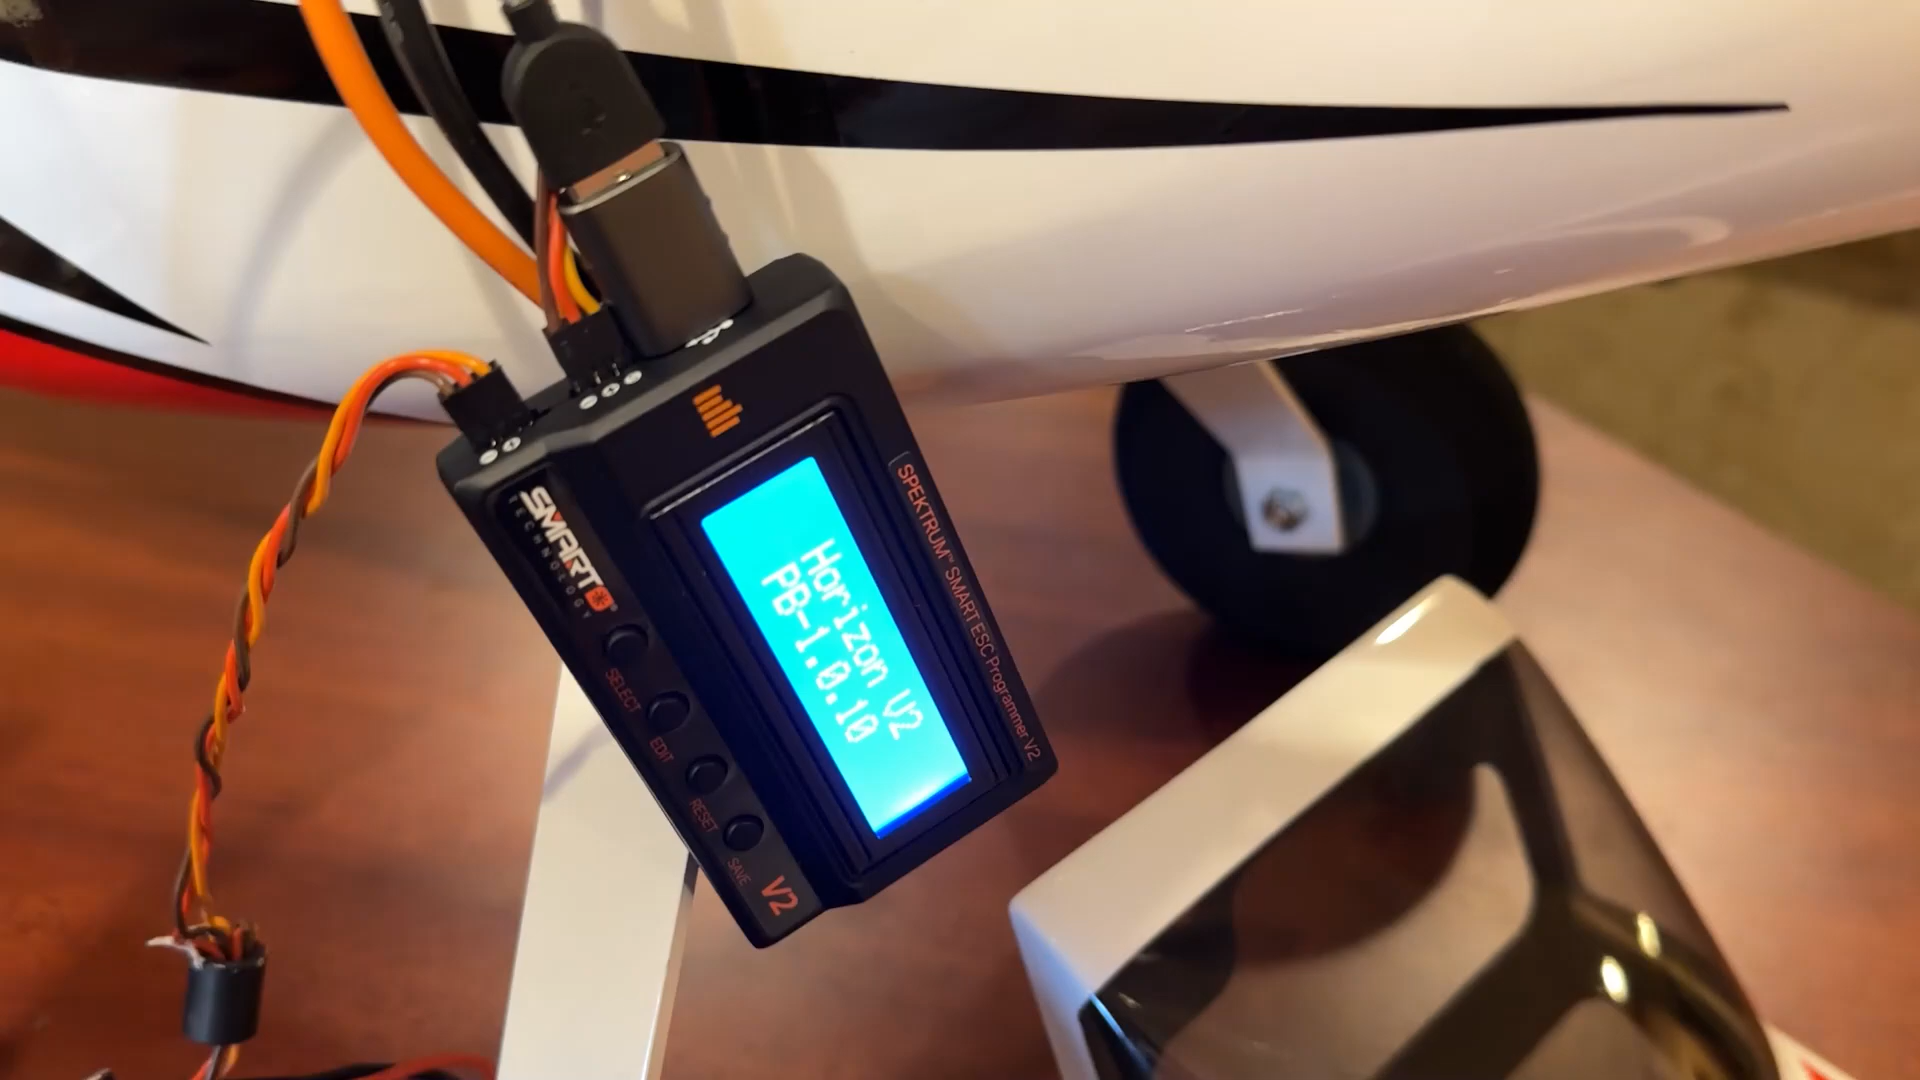 SMART
TECHNOLOGY
SPEKTRUM™ SMART ESC Programmer V2
Horizon V2
PB-1.0.10
SELECT
EDIT
RESET
SAVE
V2